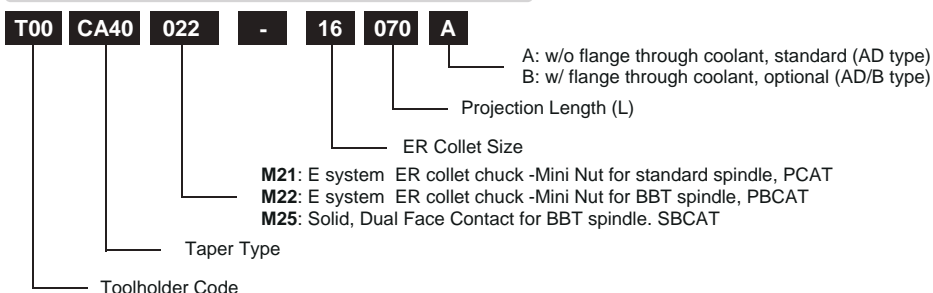 T00 CA40 022 - 16 070 A
A: w/o flange through coolant, standard (AD type)
B: w/ flange through coolant, optional (AD/B type)
Projection Length (L)
ER Collet Size
M21: E system ER collet chuck -Mini Nut for standard spindle, PCAT
M22: E system ER collet chuck -Mini Nut for BBT spindle, PBCAT
M25: Solid, Dual Face Contact for BBT spindle. SBCAT
Taper Type
Toolholder Code